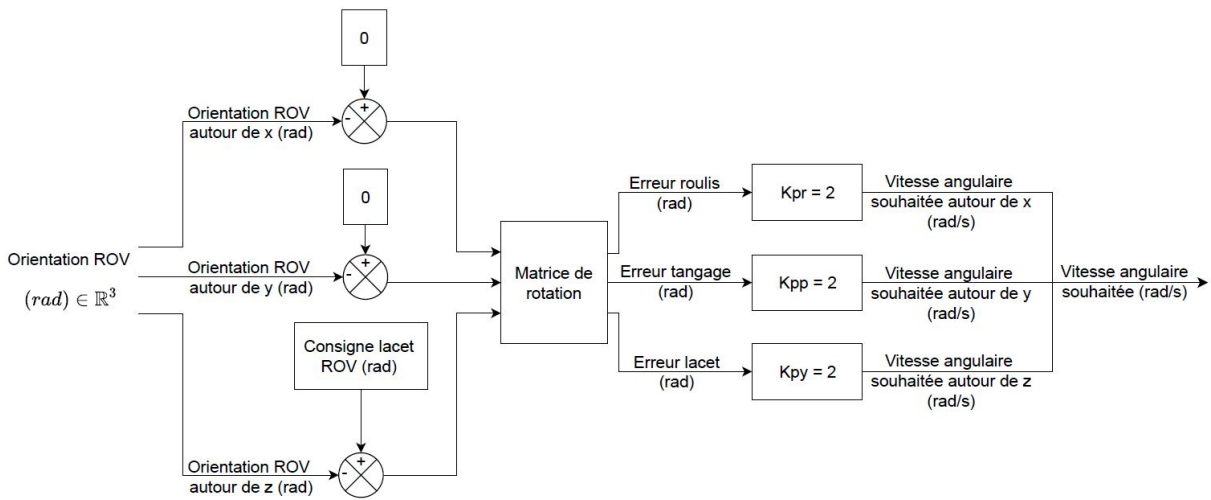 0
+
-
Orientation ROV
autour de x (rad)
0
+
-
Orientation ROV
autour de y (rad)
Orientation ROV
(rad) ∈ ℝ³
Consigne lacet
ROV (rad)
+
-
Orientation ROV
autour de z (rad)
Matrice de
rotation
Erreur roulis
(rad)
Kpr = 2
Vitesse angulaire
souhaitée autour de x
(rad/s)
Erreur tangage
(rad)
Kpp = 2
Vitesse angulaire
souhaitée autour de y
(rad/s)
Erreur lacet
(rad)
Kpy = 2
Vitesse angulaire
souhaitée autour de z
(rad/s)
Vitesse angulaire
souhaitée (rad/s)